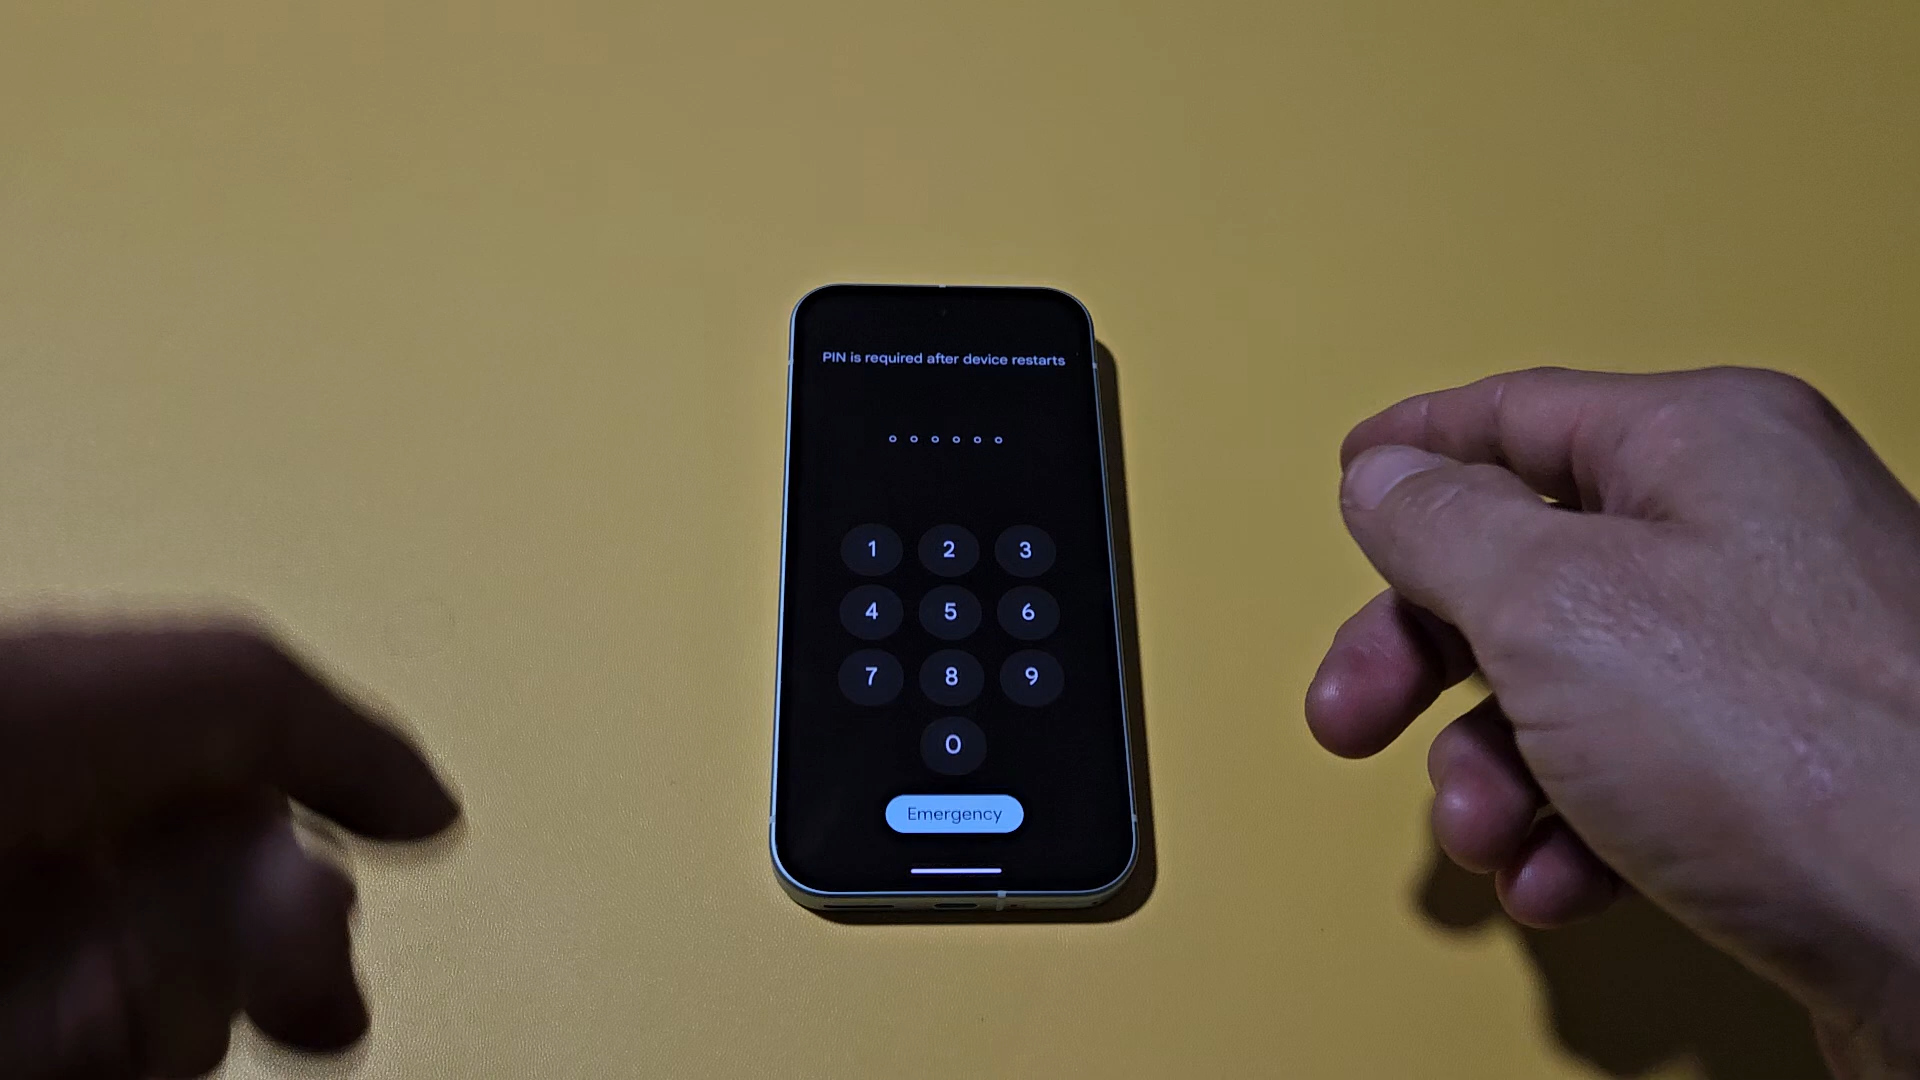 PIN is required after device restarts
1 2 3
4 5 6
7 8 9
0
Emergency